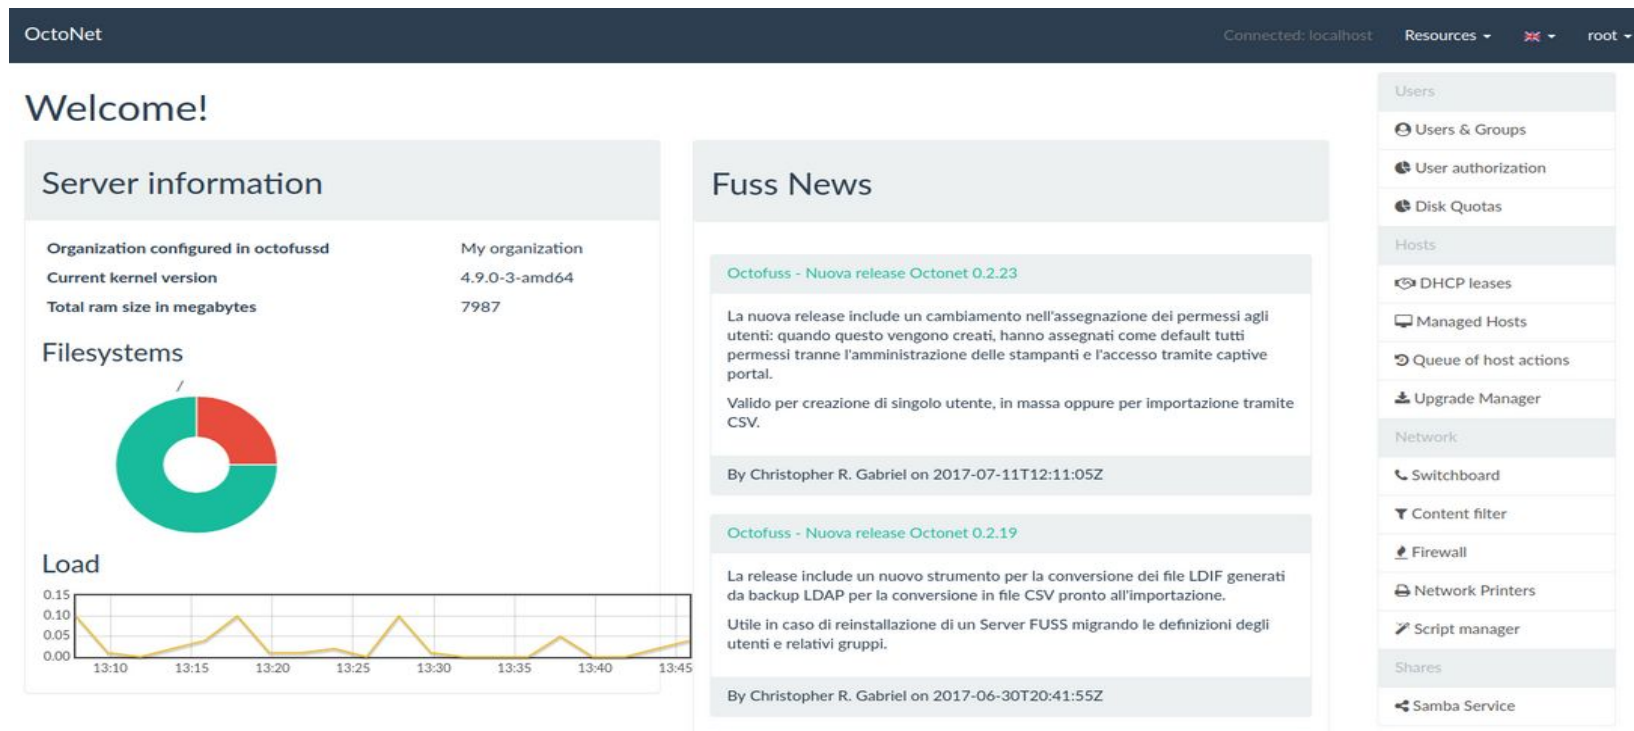 OctoNet
Connected: localhost
Resources
root
Welcome!
Server information
Organization configured in octofussd My organization
Current kernel version 4.9.0-3-amd64
Total ram size in megabytes 7987
Filesystems
/
Load
0.15
0.10
0.05
0.00
13:10 13:15 13:20 13:25 13:30 13:35 13:40 13:45
Fuss News
Octofuss - Nuova release Octonet 0.2.23
La nuova release include un cambiamento nell'assegnazione dei permessi agli
utenti: quando questo vengono creati, hanno assegnati come default tutti
permessi tranne l'amministrazione delle stampanti e l'accesso tramite captive
portal.
Valido per creazione di singolo utente, in massa oppure per importazione tramite
CSV.
By Christopher R. Gabriel on 2017-07-11T12:11:05Z
Octofuss - Nuova release Octonet 0.2.19
La release include un nuovo strumento per la conversione dei file LDIF generati
da backup LDAP per la conversione in file CSV pronto all'importazione.
Utile in caso di reinstallazione di un Server FUSS migrando le definizioni degli
utenti e relativi gruppi.
By Christopher R. Gabriel on 2017-06-30T20:41:55Z
Users
Users & Groups
User authorization
Disk Quotas
Hosts
DHCP leases
Managed Hosts
Queue of host actions
Upgrade Manager
Network
Switchboard
Content filter
Firewall
Network Printers
Script manager
Shares
Samba Service